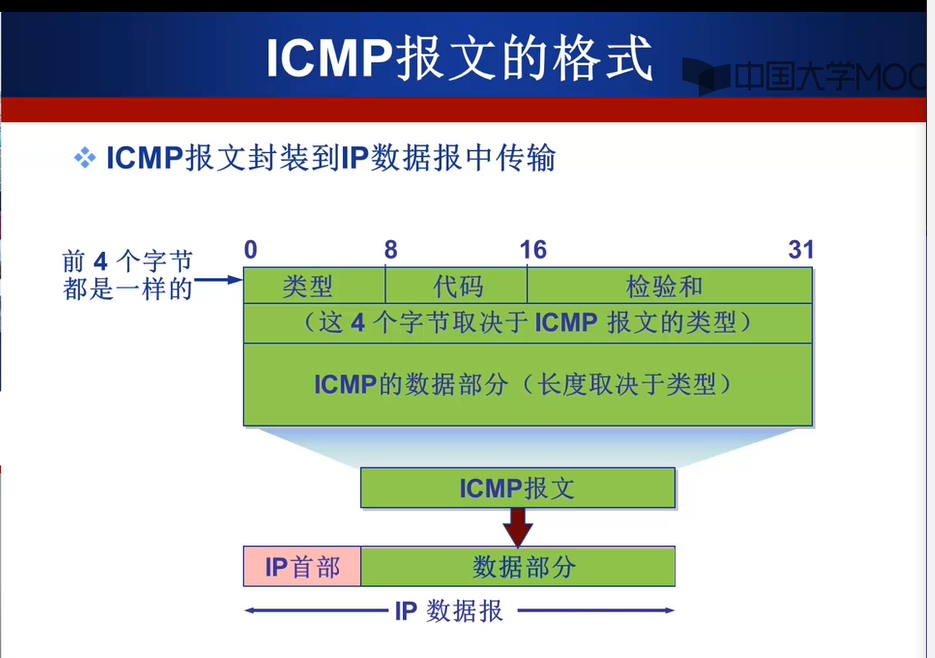 ICMP报文的格式
中国大学MOOC
ICMP报文封装到IP数据报中传输
0 8 16 31
前 4 个字节
都是一样的
类型 代码 检验和
（这 4 个字节取决于 ICMP 报文的类型）
ICMP的数据部分（长度取决于类型）
ICMP报文
IP首部 数据部分
IP 数据报